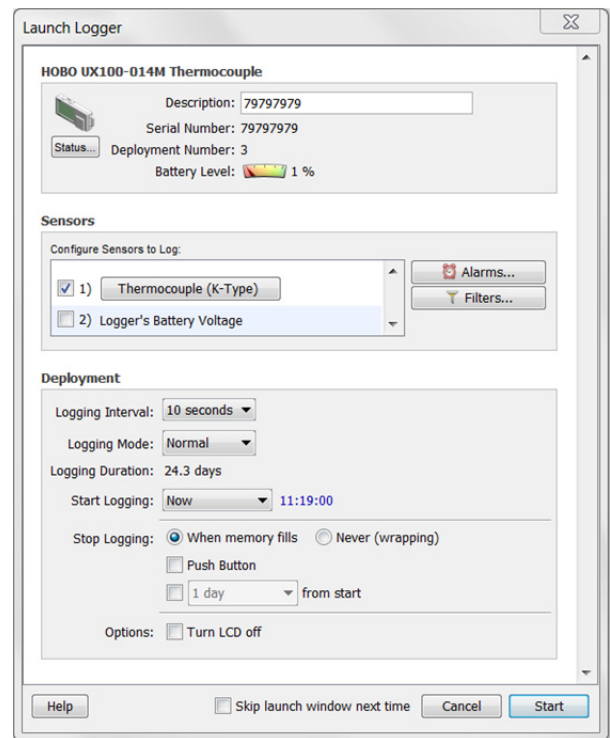 Launch Logger
HOBO UX100-014M Thermocouple
Description: 79797979
Serial Number: 79797979
Status... Deployment Number: 3
Battery Level: 1 %
Sensors
Configure Sensors to Log:
1) Thermocouple (K-Type)
2) Logger's Battery Voltage
Alarms...
Filters...
Deployment
Logging Interval: 10 seconds
Logging Mode: Normal
Logging Duration: 24.3 days
Start Logging: Now 11:19:00
Stop Logging: When memory fills Never (wrapping)
Push Button
1 day from start
Options: Turn LCD off
Help Skip launch window next time Cancel Start